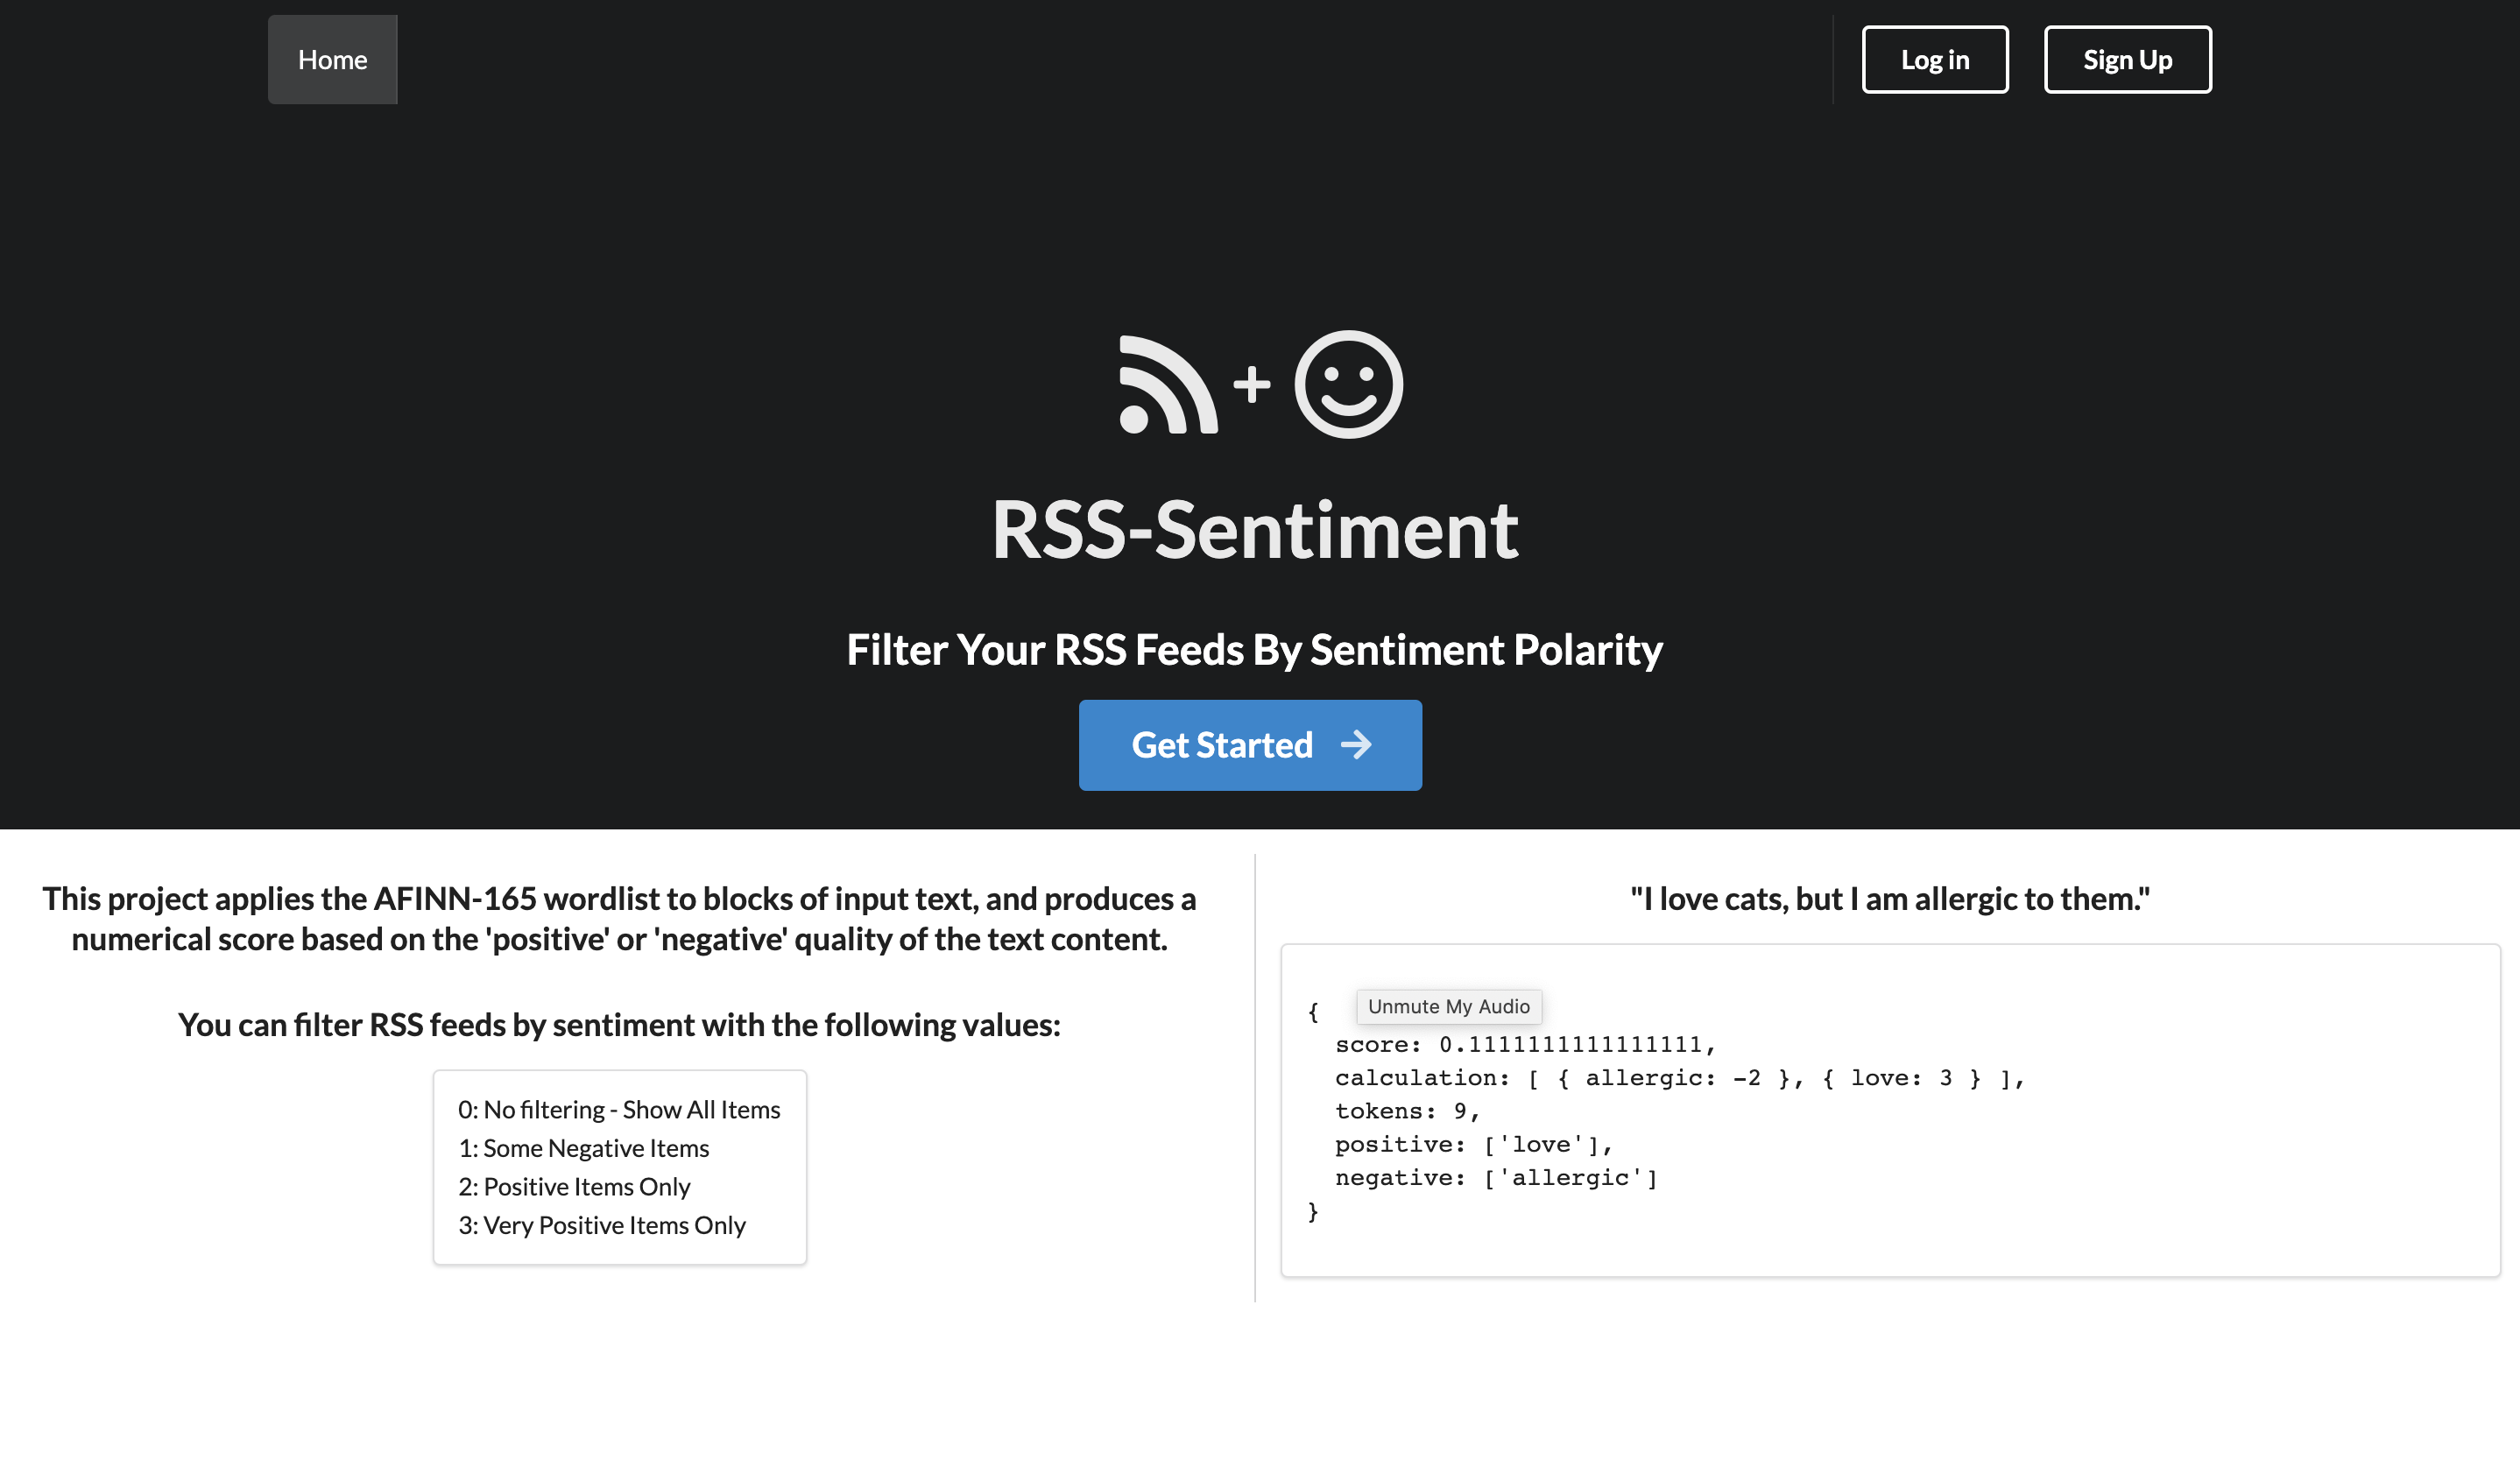 Home
Log in
Sign Up
RSS-Sentiment
Filter Your RSS Feeds By Sentiment Polarity
Get Started
This project applies the AFINN-165 wordlist to blocks of input text, and produces a
numerical score based on the 'positive' or 'negative' quality of the text content.
You can filter RSS feeds by sentiment with the following values:
0: No filtering - Show All Items
1: Some Negative Items
2: Positive Items Only
3: Very Positive Items Only
"I love cats, but I am allergic to them."
{
Unmute My Audio
score: 0.1111111111111111,
calculation: [ { allergic: -2 }, { love: 3 } ],
tokens: 9,
positive: ['love'],
negative: ['allergic']
}